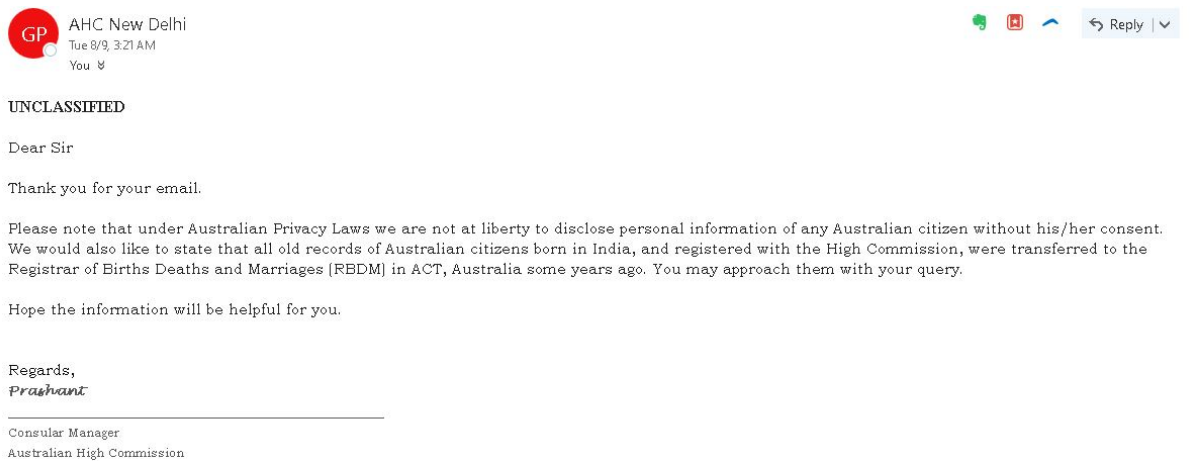 GP
AHC New Delhi
Tue 8/9, 3:21 AM
You
Reply
UNCLASSIFIED
Dear Sir
Thank you for your email.
Please note that under Australian Privacy Laws we are not at liberty to disclose personal information of any Australian citizen without his/her consent.
We would also like to state that all old records of Australian citizens born in India, and registered with the High Commission, were transferred to the
Registrar of Births Deaths and Marriages (RBDM) in ACT, Australia some years ago. You may approach them with your query.
Hope the information will be helpful for you.
Regards,
Prashant
Consular Manager
Australian High Commission